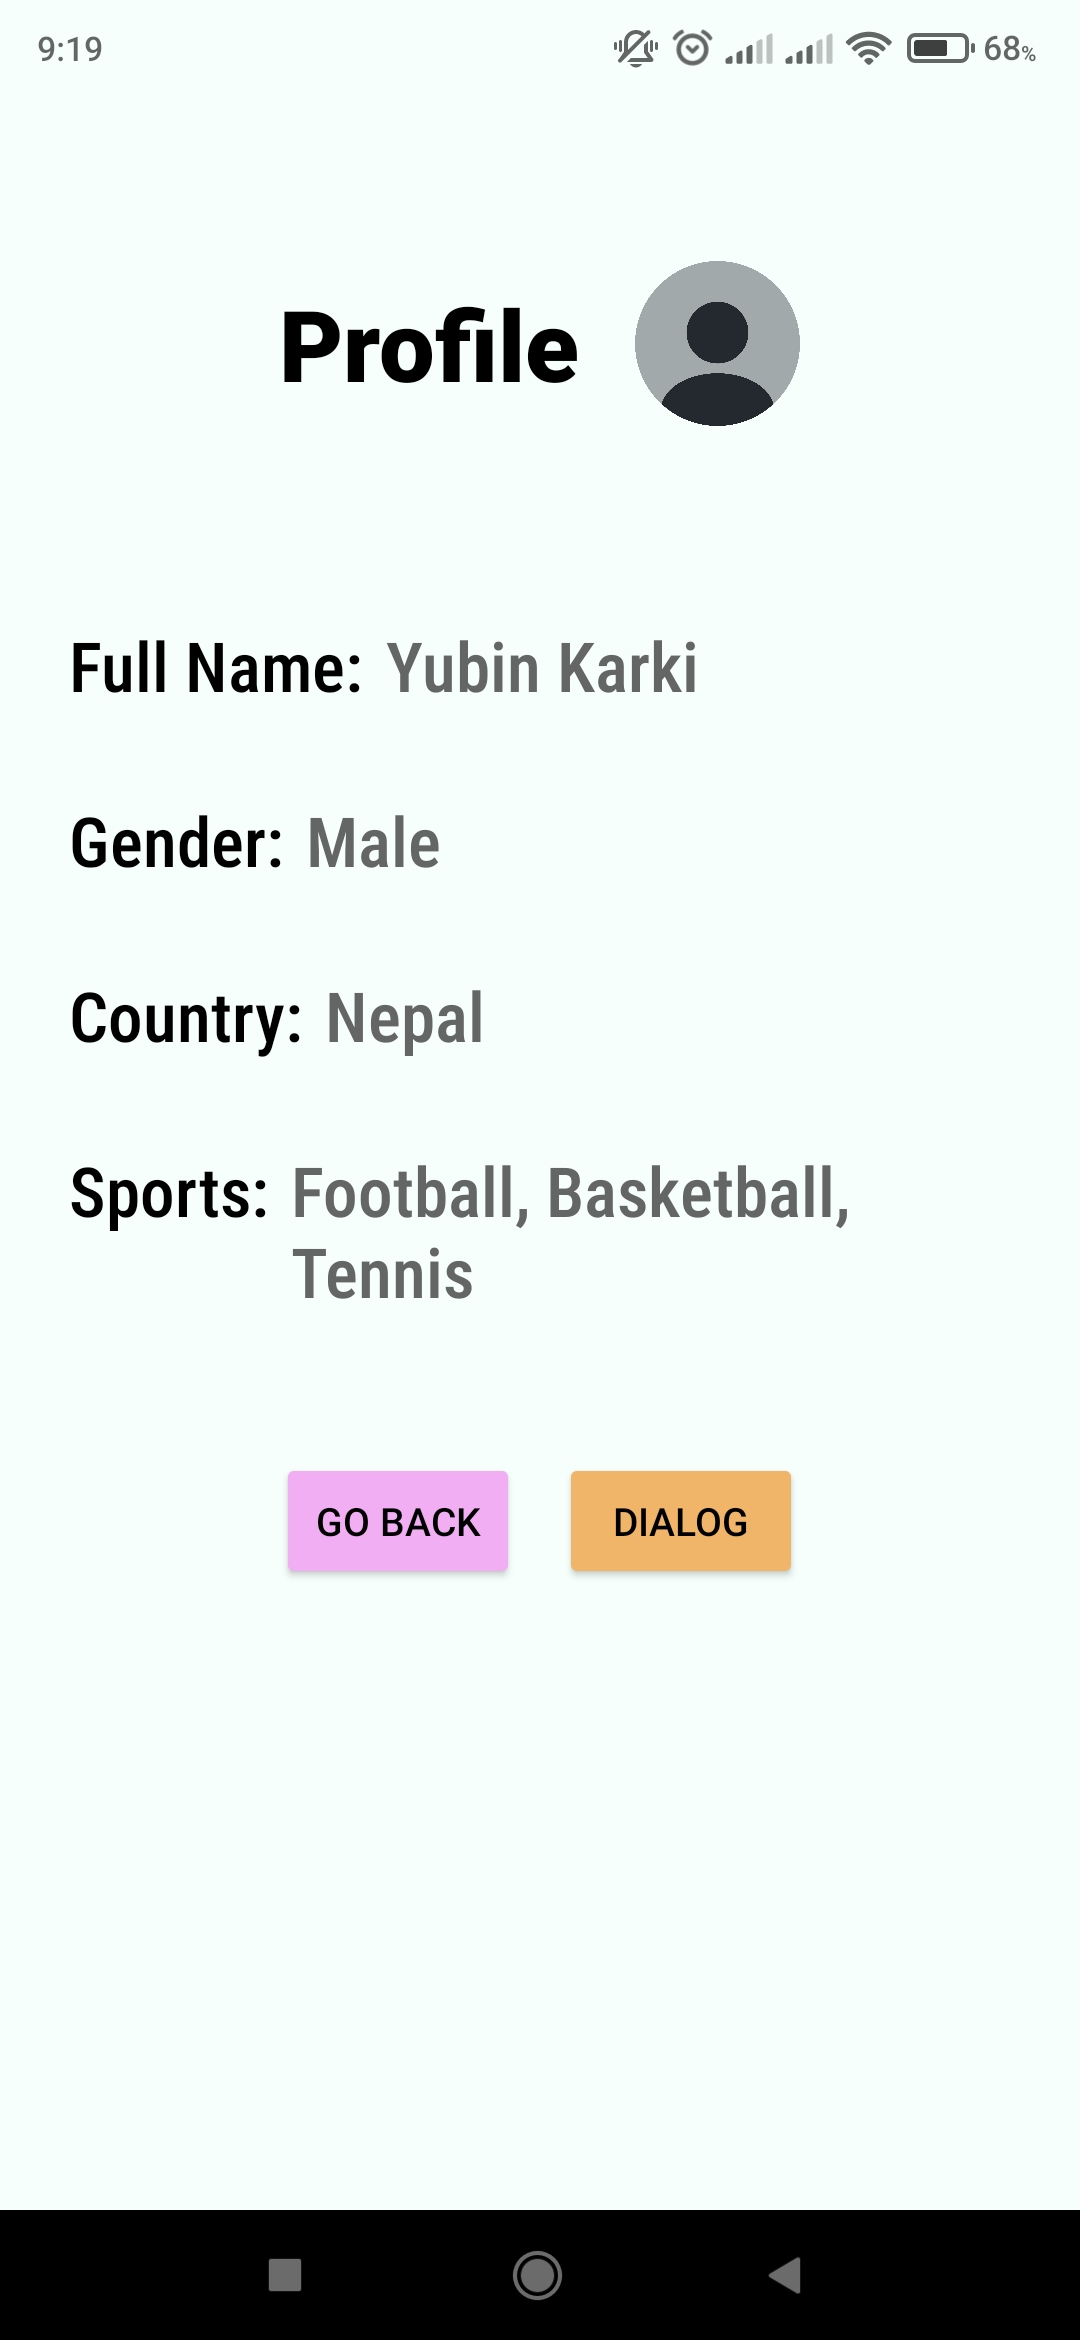 9:19
68%
Profile
Full Name: Yubin Karki
Gender: Male
Country: Nepal
Sports: Football, Basketball,
Tennis
GO BACK
DIALOG